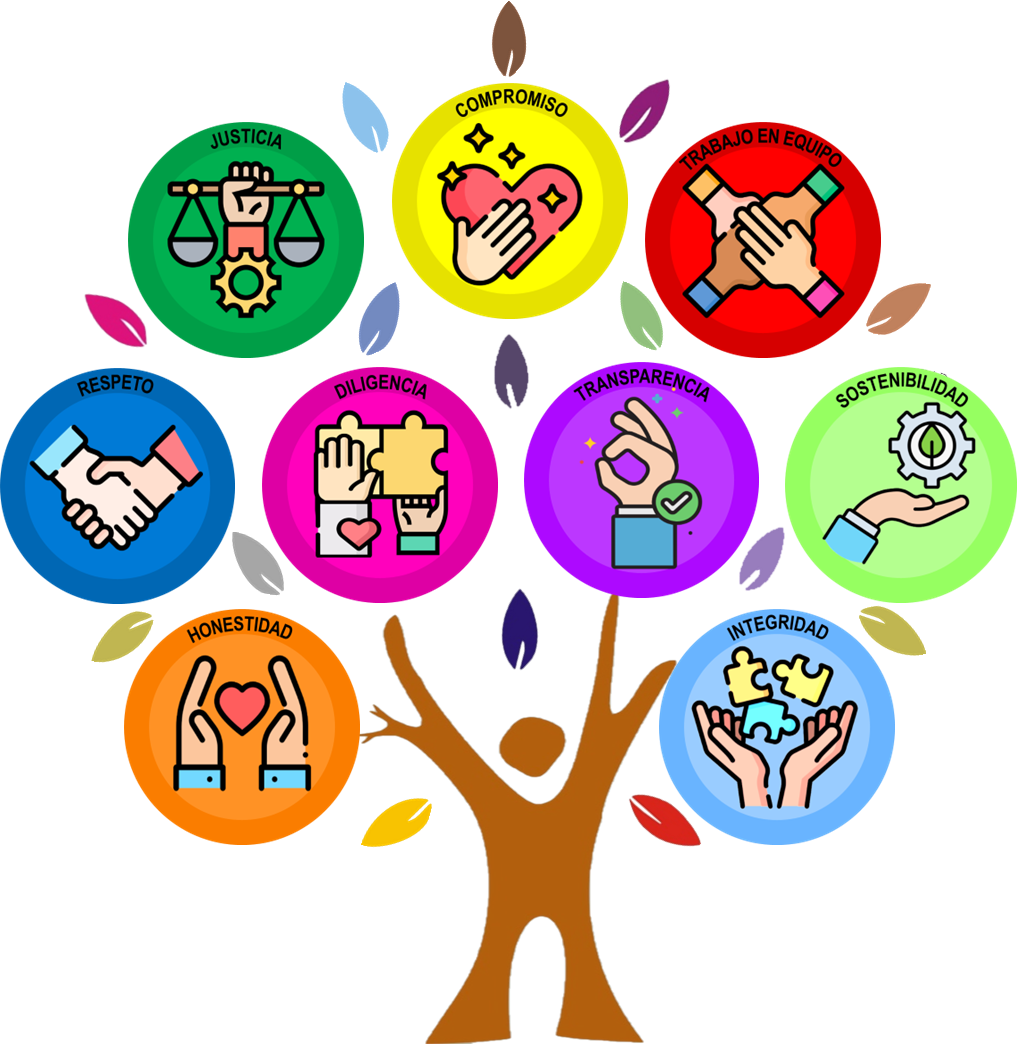 COMPROMISO
JUSTICIA
TRABAJO EN EQUIPO
RESPETO
DILIGENCIA
TRANSPARENCIA
SOSTENIBILIDAD
HONESTIDAD
INTEGRIDAD